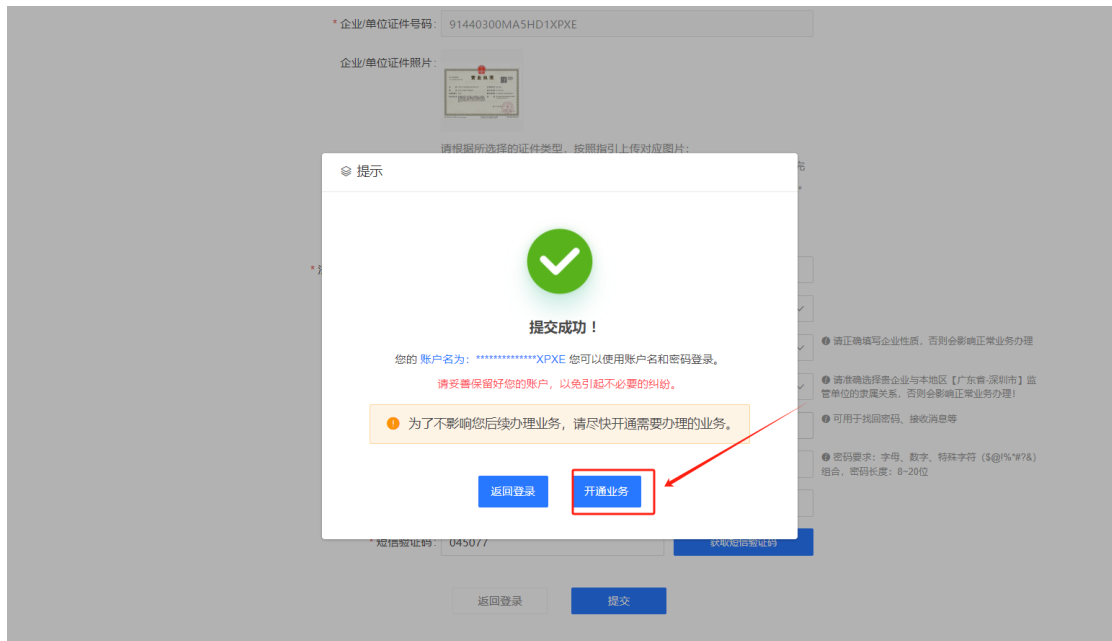 * 企业/单位证件号码: 91440300MA5HD1XPXE
企业/单位证件照片:
营业执照
请根据所选择的证件类型，按照指引上传对应图片:
提示
提交成功！
您的 账户名为: **************XPXE 您可以使用账户名和密码登录。
请妥善保留好您的账户，以免引起不必要的纠纷。
为了不影响您后续办理业务，请尽快开通需要办理的业务。
返回登录 开通业务
请正确填写企业性质，否则会影响正常业务办理
请准确选择贵企业与本地区【广东省-深圳市】监
管单位的隶属关系，否则会影响正常业务办理!
可用于找回密码、接收消息等
密码要求: 字母、数字、特殊字符 ($@!%*#?&)
组合，密码长度: 8~20位
* 短信验证码: 045077 获取短信验证码
返回登录 提交